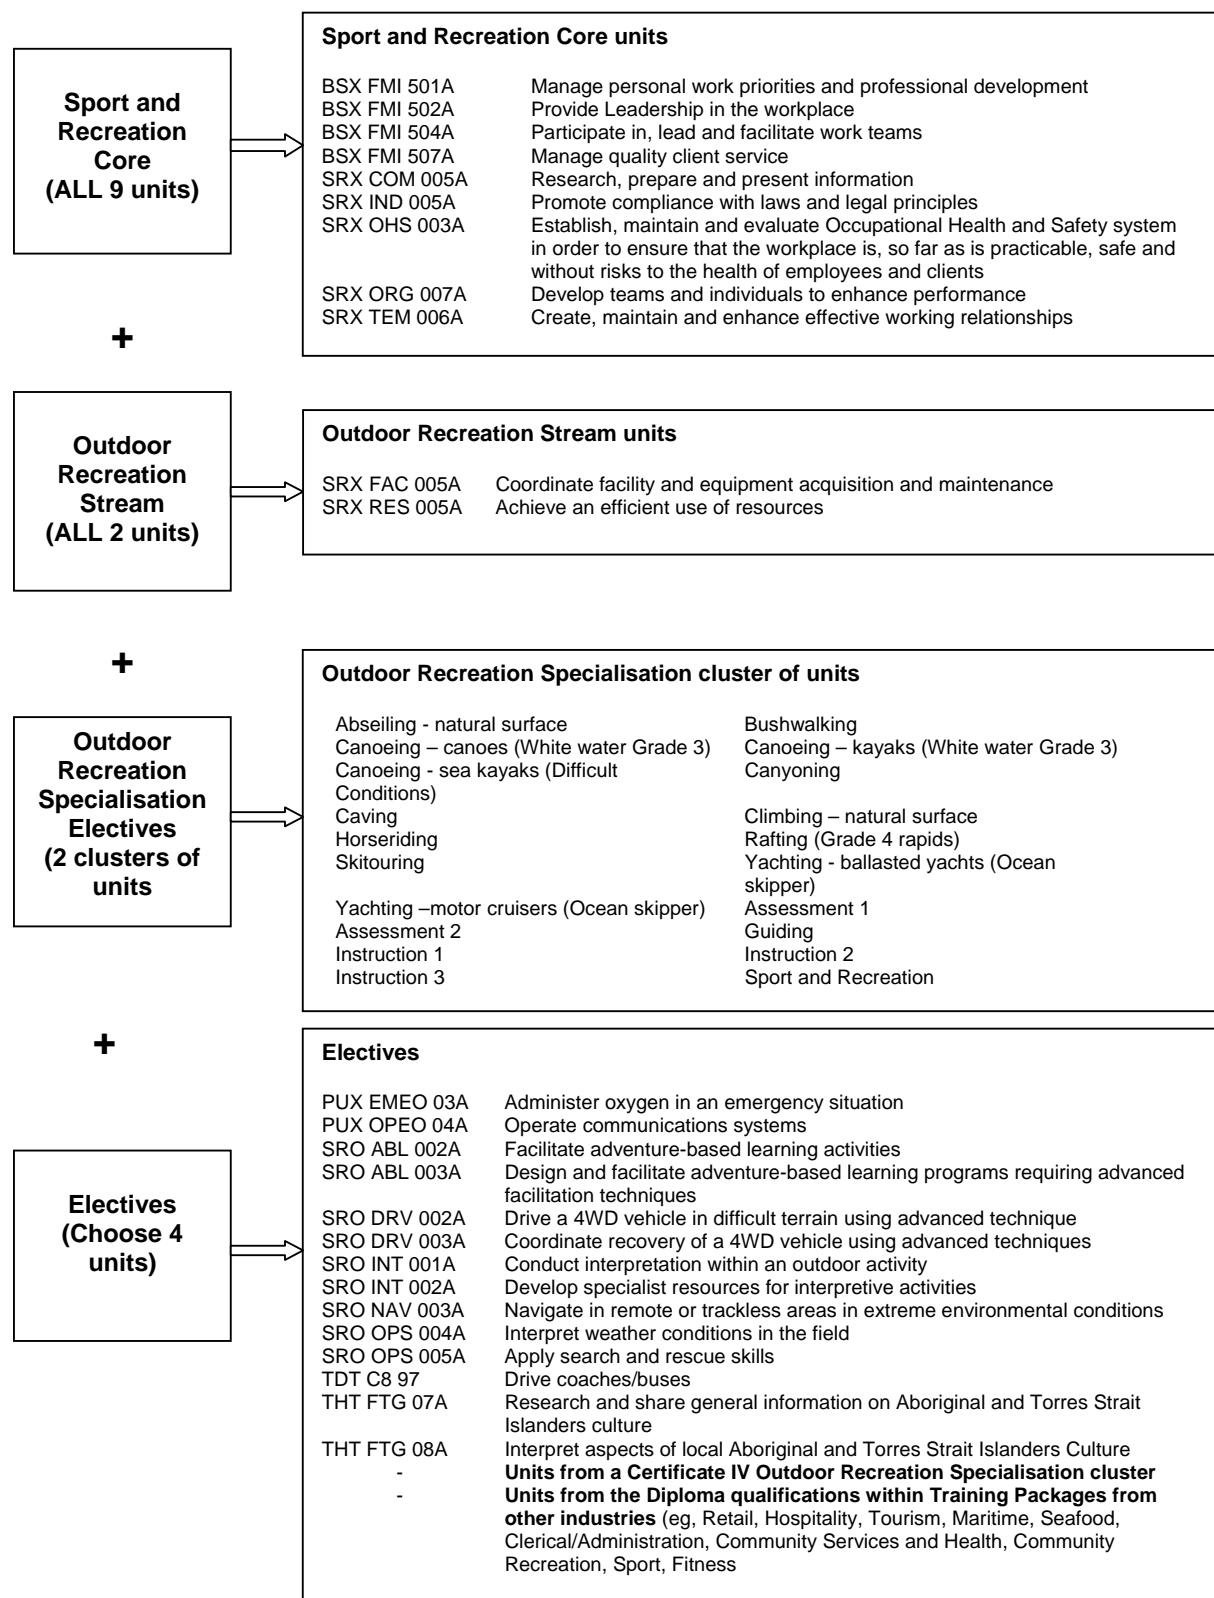 Sport and
Recreation
Core
(ALL 9 units)
Sport and Recreation Core units
BSX FMI 501A Manage personal work priorities and professional development
BSX FMI 502A Provide Leadership in the workplace
BSX FMI 504A Participate in, lead and facilitate work teams
BSX FMI 507A Manage quality client service
SRX COM 005A Research, prepare and present information
SRX IND 005A Promote compliance with laws and legal principles
SRX OHS 003A Establish, maintain and evaluate Occupational Health and Safety system
in order to ensure that the workplace is, so far as is practicable, safe and
without risks to the health of employees and clients
SRX ORG 007A Develop teams and individuals to enhance performance
SRX TEM 006A Create, maintain and enhance effective working relationships
+
Outdoor
Recreation
Stream
(ALL 2 units)
Outdoor Recreation Stream units
SRX FAC 005A Coordinate facility and equipment acquisition and maintenance
SRX RES 005A Achieve an efficient use of resources
+
Outdoor
Recreation
Specialisation
Electives
(2 clusters of
units
Outdoor Recreation Specialisation cluster of units
Abseiling - natural surface Bushwalking
Canoeing – canoes (White water Grade 3) Canoeing – kayaks (White water Grade 3)
Canoeing - sea kayaks (Difficult Canyoning
Conditions)
Caving Climbing – natural surface
Horseriding Rafting (Grade 4 rapids)
Skitouring Yachting - ballasted yachts (Ocean
skipper)
Yachting –motor cruisers (Ocean skipper) Assessment 1
Assessment 2 Guiding
Instruction 1 Instruction 2
Instruction 3 Sport and Recreation
+
Electives
(Choose 4
units)
Electives
PUX EMEO 03A Administer oxygen in an emergency situation
PUX OPEO 04A Operate communications systems
SRO ABL 002A Facilitate adventure-based learning activities
SRO ABL 003A Design and facilitate adventure-based learning programs requiring advanced
facilitation techniques
SRO DRV 002A Drive a 4WD vehicle in difficult terrain using advanced technique
SRO DRV 003A Coordinate recovery of a 4WD vehicle using advanced techniques
SRO INT 001A Conduct interpretation within an outdoor activity
SRO INT 002A Develop specialist resources for interpretive activities
SRO NAV 003A Navigate in remote or trackless areas in extreme environmental conditions
SRO OPS 004A Interpret weather conditions in the field
SRO OPS 005A Apply search and rescue skills
TDT C8 97 Drive coaches/buses
THT FTG 07A Research and share general information on Aboriginal and Torres Strait
Islanders culture
THT FTG 08A Interpret aspects of local Aboriginal and Torres Strait Islanders Culture
- Units from a Certificate IV Outdoor Recreation Specialisation cluster
- Units from the Diploma qualifications within Training Packages from
other industries (eg, Retail, Hospitality, Tourism, Maritime, Seafood,
Clerical/Administration, Community Services and Health, Community
Recreation, Sport, Fitness